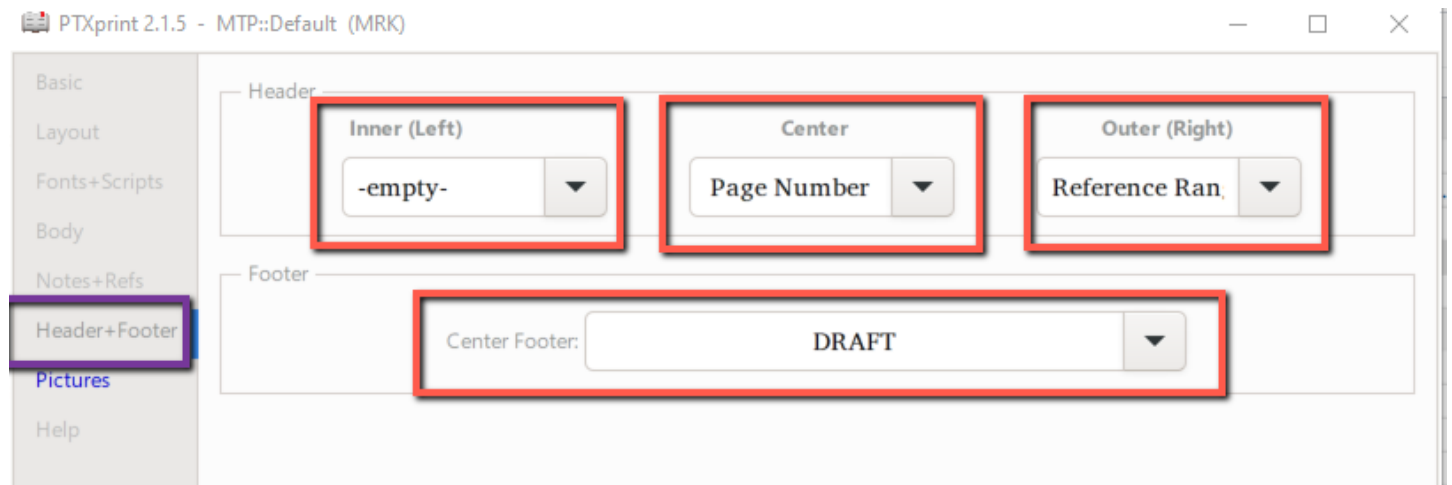 PTXprint 2.1.5 - MTP::Default (MRK)
Basic
Layout
Fonts+Scripts
Body
Notes+Refs
Header+Footer
Pictures
Help
Header
Inner (Left) Center Outer (Right)
-empty- Page Number Reference Ran
Footer
Center Footer: DRAFT